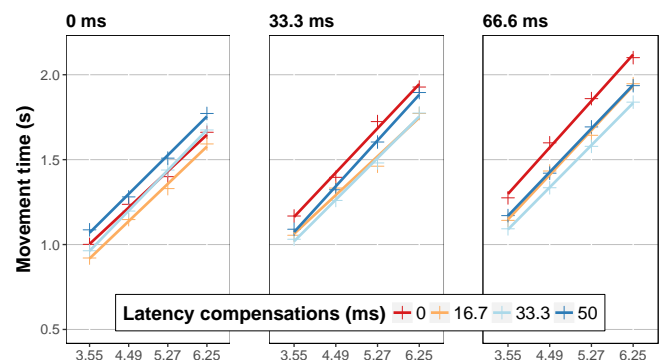 0 ms 33.3 ms 66.6 ms
Movement time (s)
2.0
1.5
1.0
0.5
Latency compensations (ms) 0 16.7 33.3 50
3.55 4.49 5.27 6.25 3.55 4.49 5.27 6.25 3.55 4.49 5.27 6.25